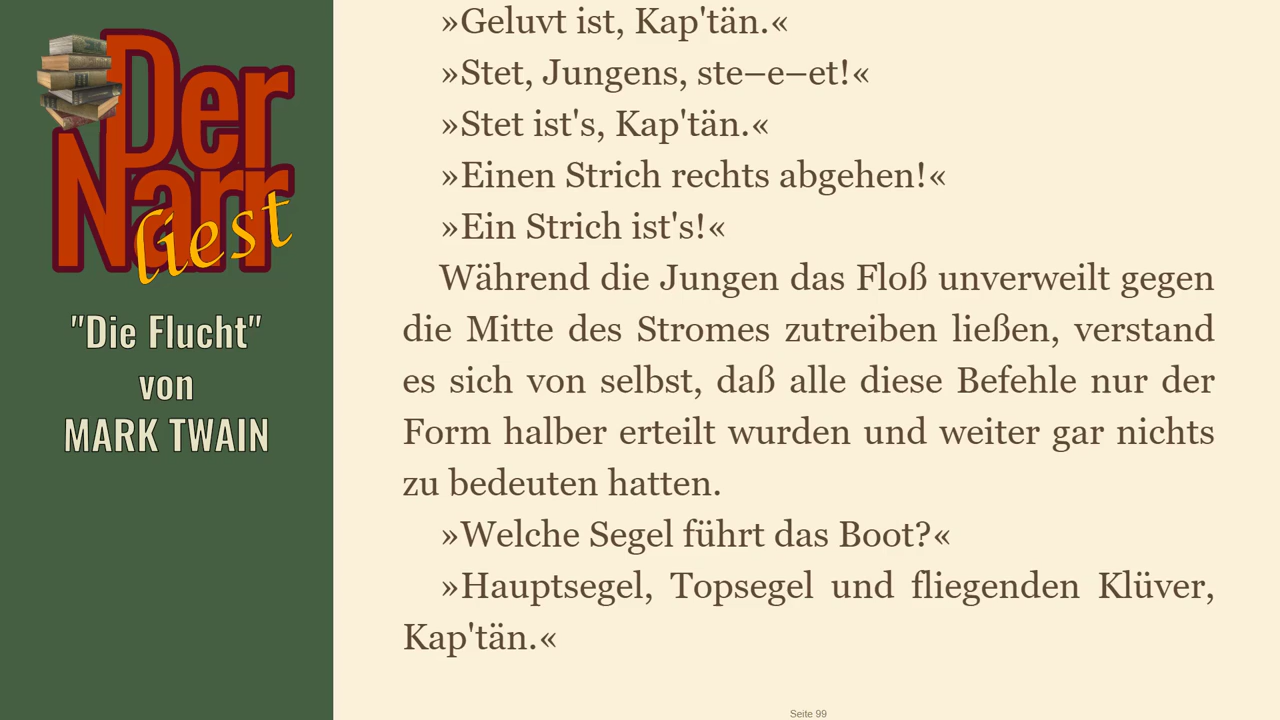 Der
Narr
liest
"Die Flucht"
von
MARK TWAIN
»Geluvt ist, Kap'tän.«
»Stet, Jungens, ste–e–et!«
»Stet ist's, Kap'tän.«
»Einen Strich rechts abgehen!«
»Ein Strich ist's!«
Während die Jungen das Floß unverweilt gegen
die Mitte des Stromes zutreiben ließen, verstand
es sich von selbst, daß alle diese Befehle nur der
Form halber erteilt wurden und weiter gar nichts
zu bedeuten hatten.
»Welche Segel führt das Boot?«
»Hauptsegel, Topsegel und fliegenden Klüver,
Kap'tän.«
Seite 99